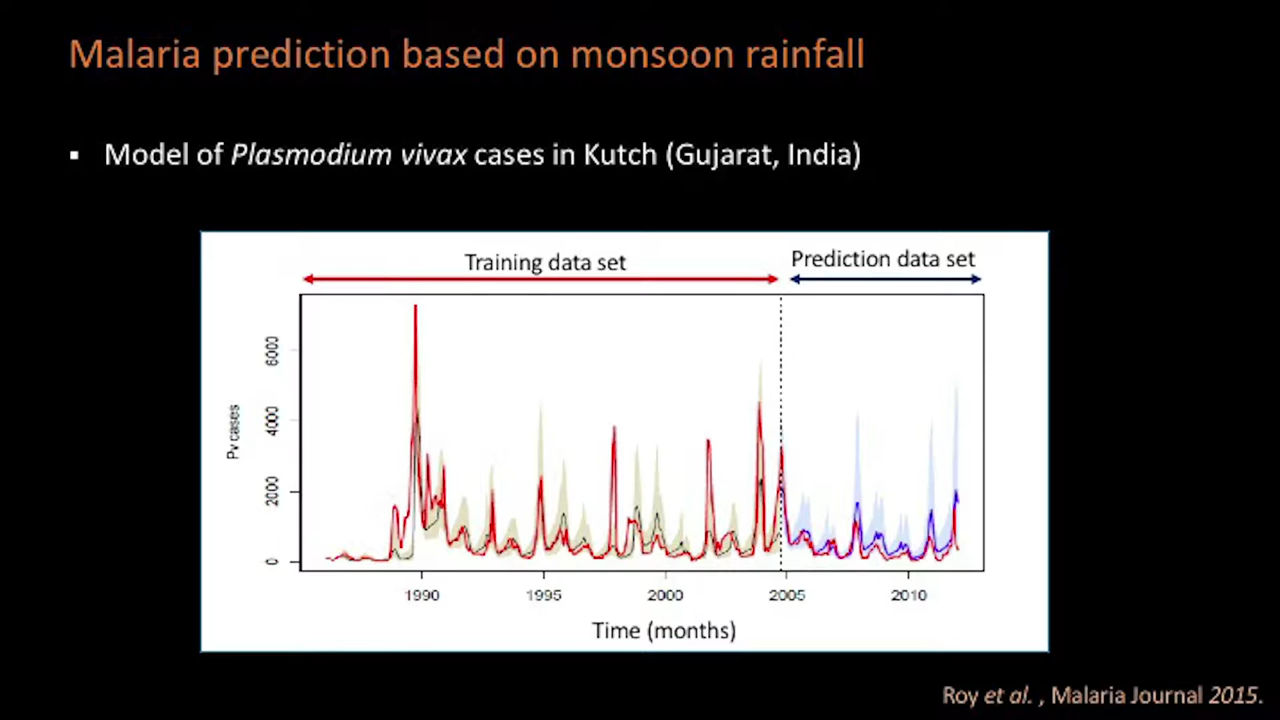 Malaria prediction based on monsoon rainfall
▪ Model of Plasmodium vivax cases in Kutch (Gujarat, India)
Training data set
Prediction data set
Pv cases
6000
4000
2000
0
1990 1995 2000 2005 2010
Time (months)
Roy et al. , Malaria Journal 2015.